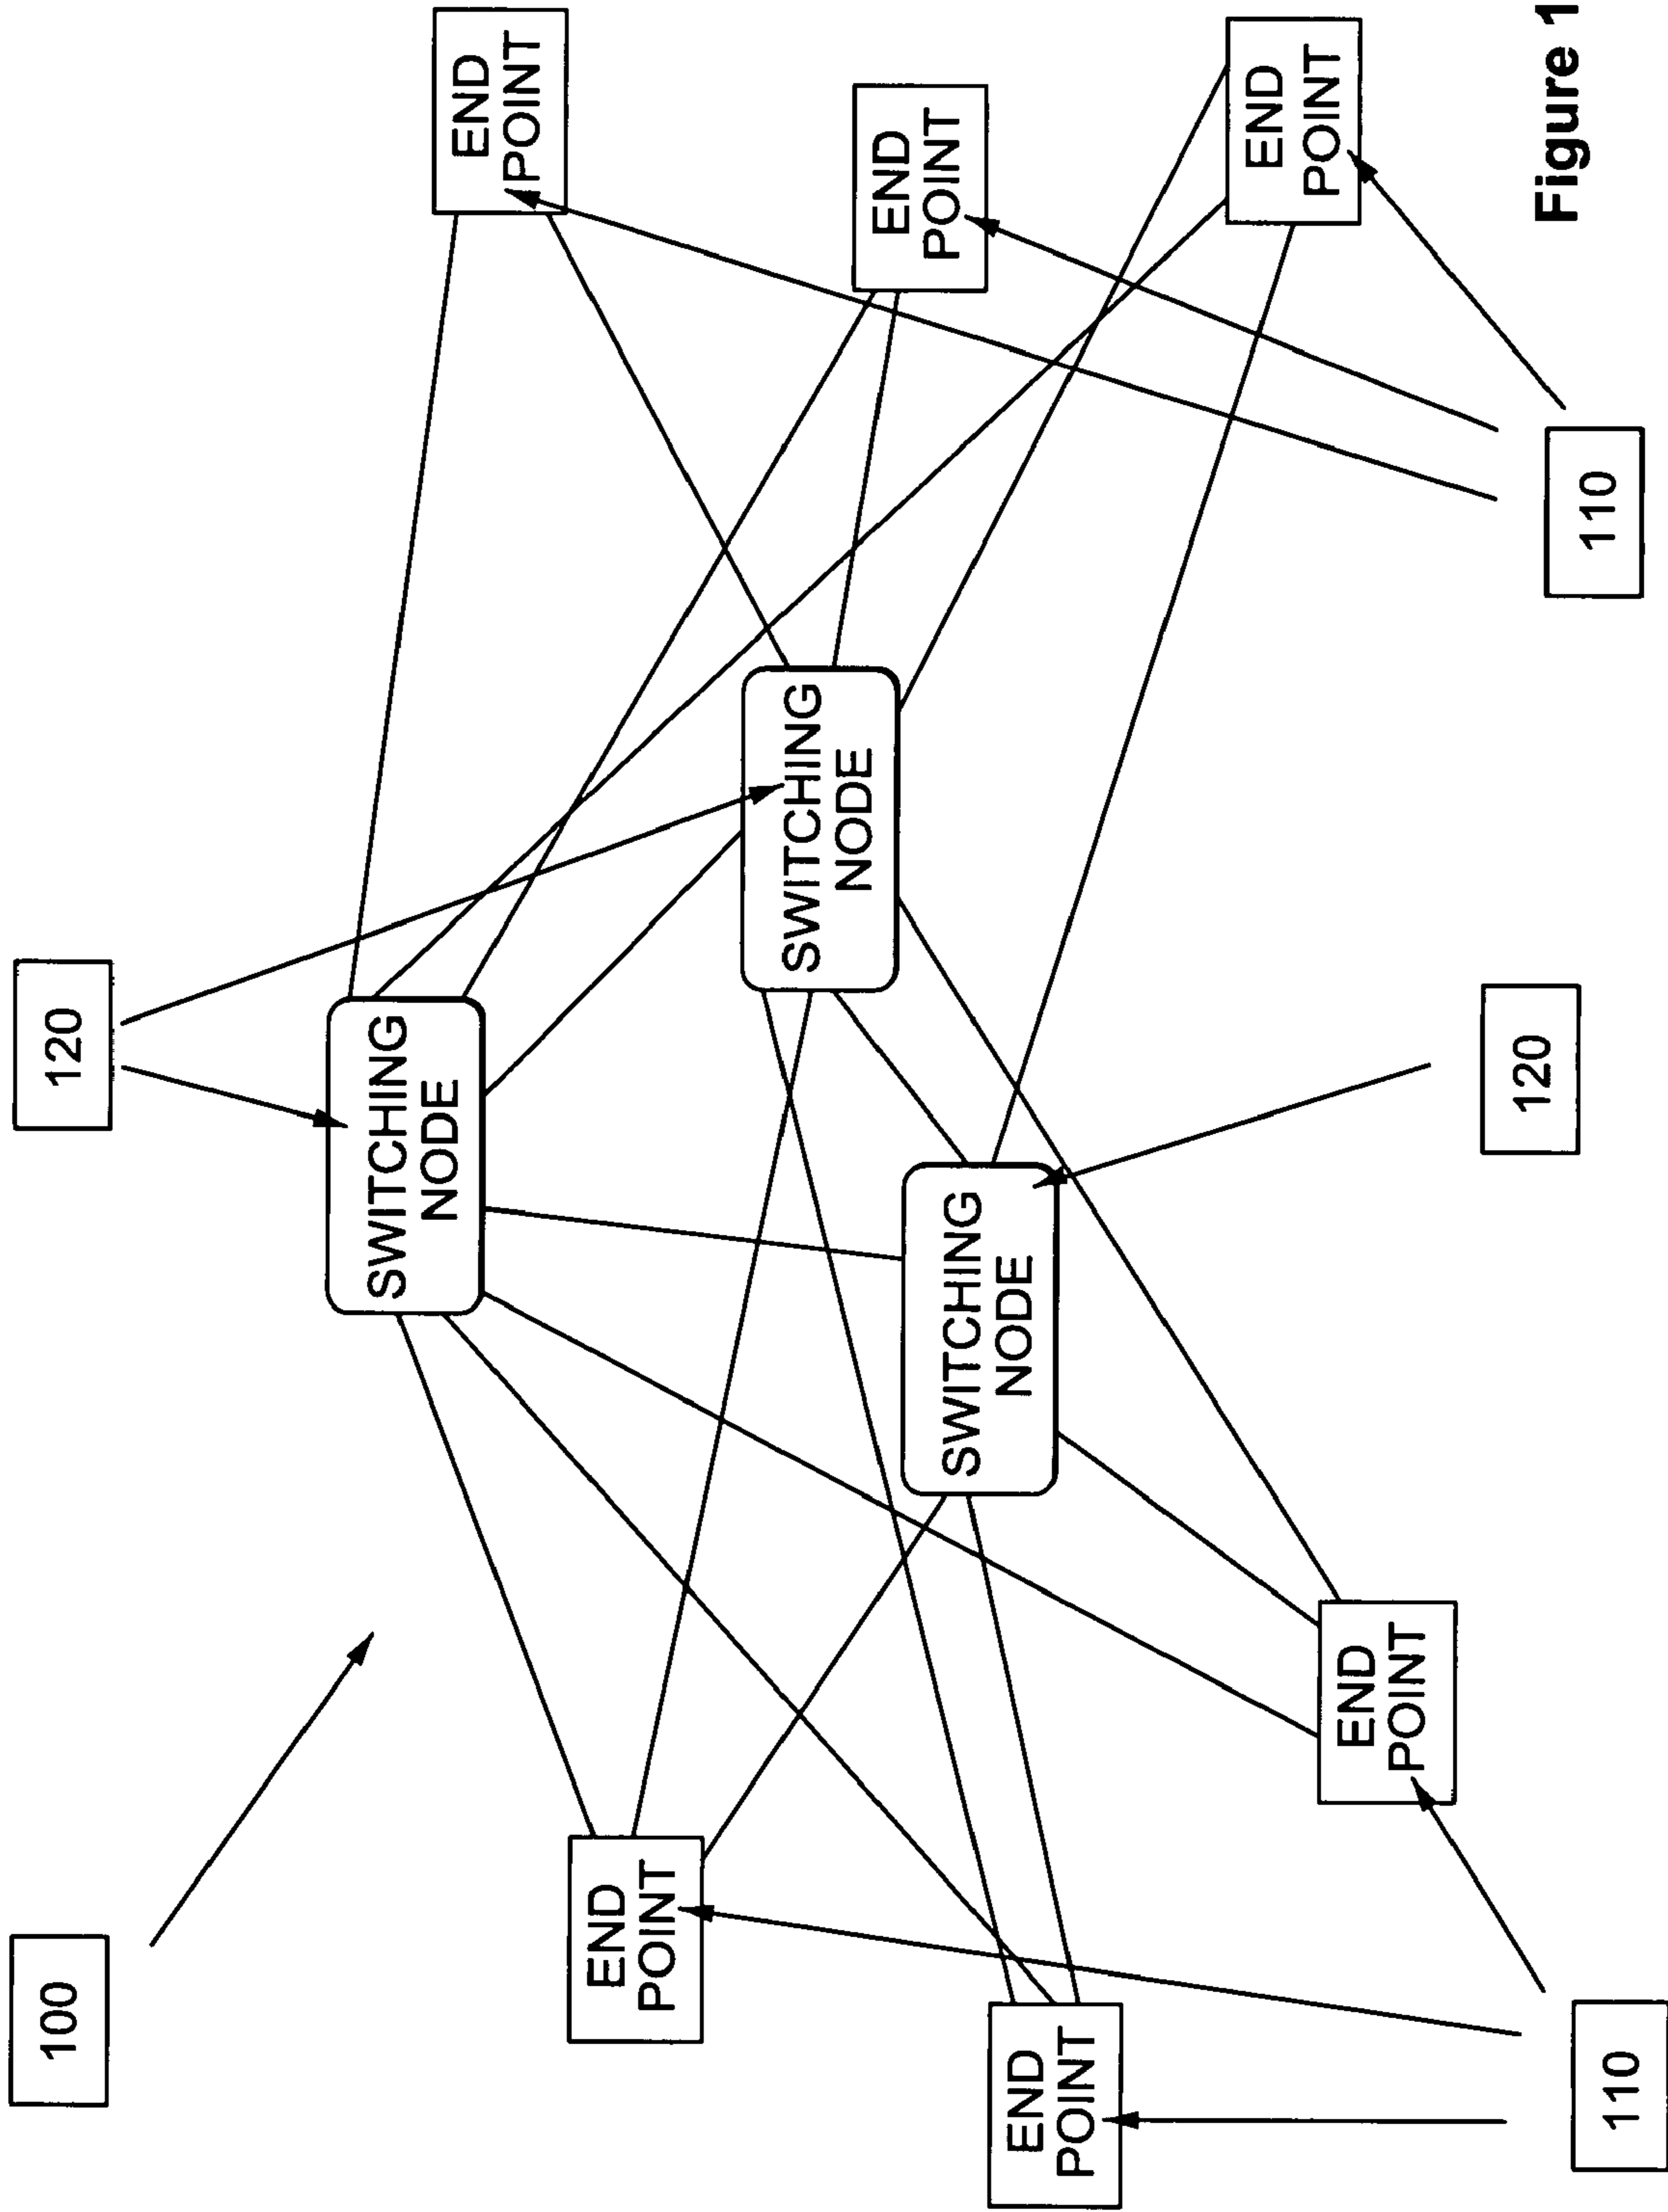 100
120
SWITCHING
NODE
END
POINT
END
POINT
SWITCHING
NODE
END
POINT
END
POINT
SWITCHING
NODE
END
POINT
END
POINT
110
120
110
Figure 1